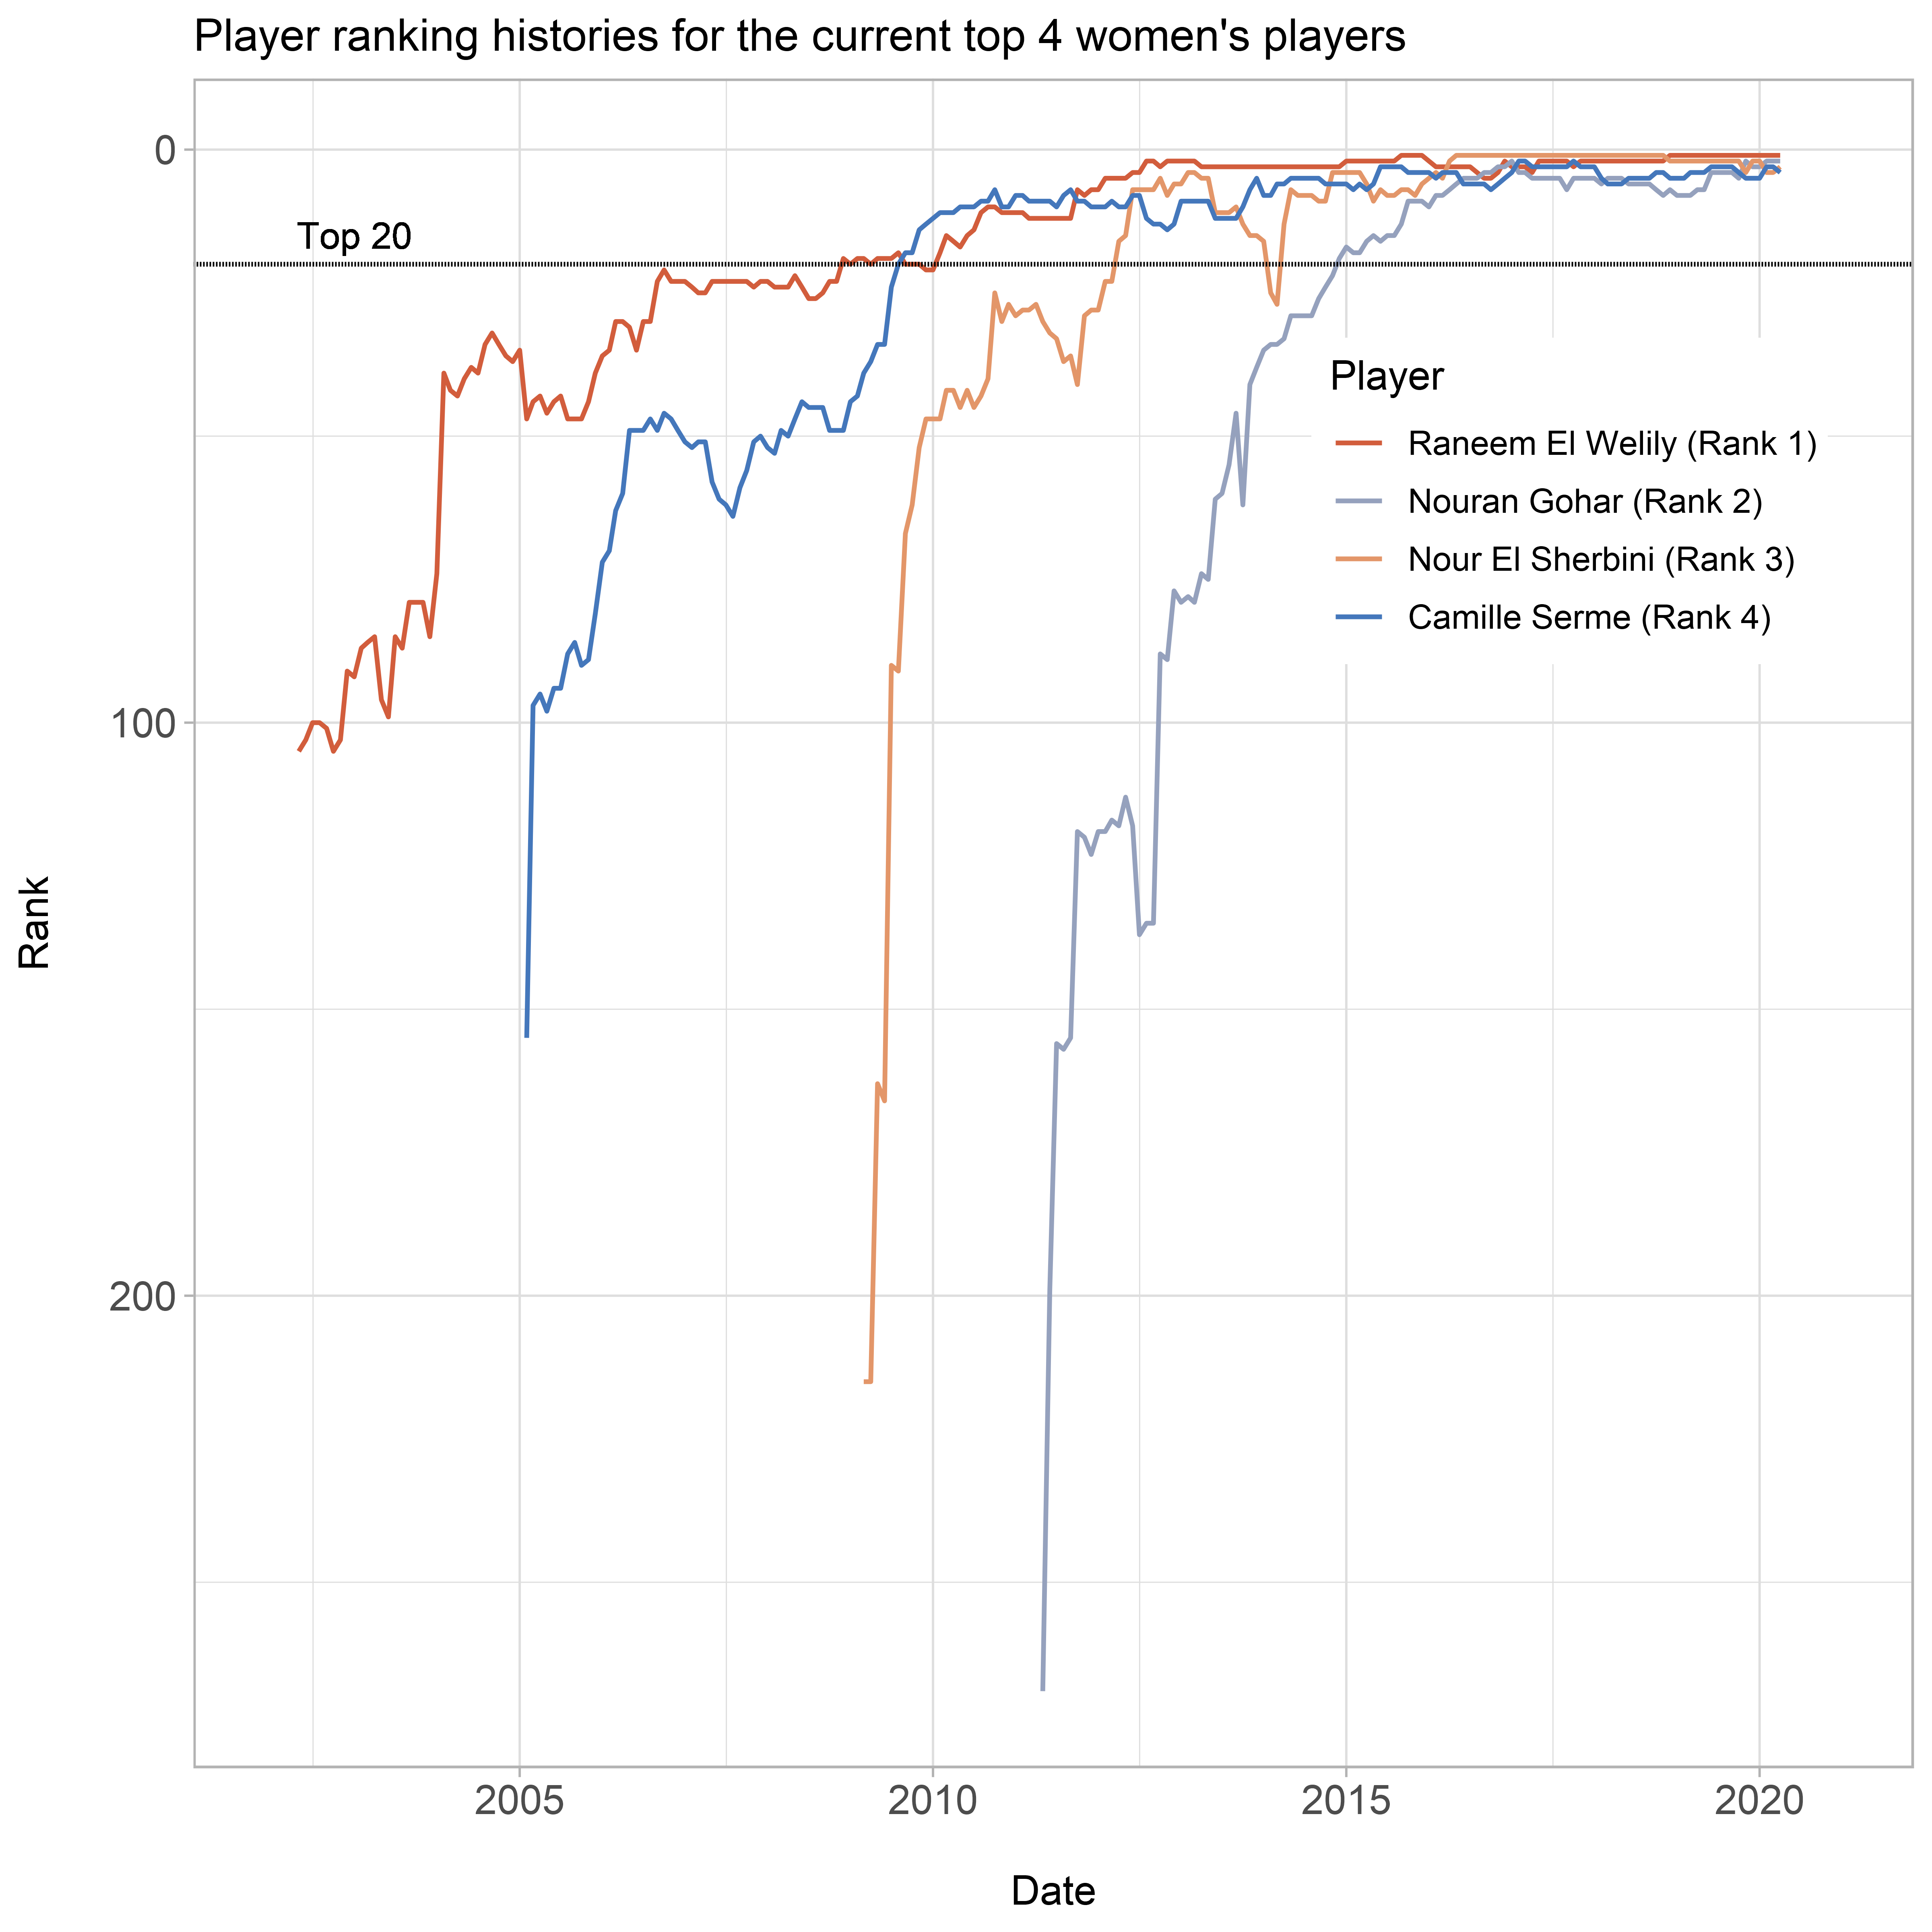 Player ranking histories for the current top 4 women's players
0
Top 20
Player
Raneem El Welily (Rank 1)
Nouran Gohar (Rank 2)
Nour El Sherbini (Rank 3)
Camille Serme (Rank 4)
100
Rank
200
2005 2010 2015 2020
Date